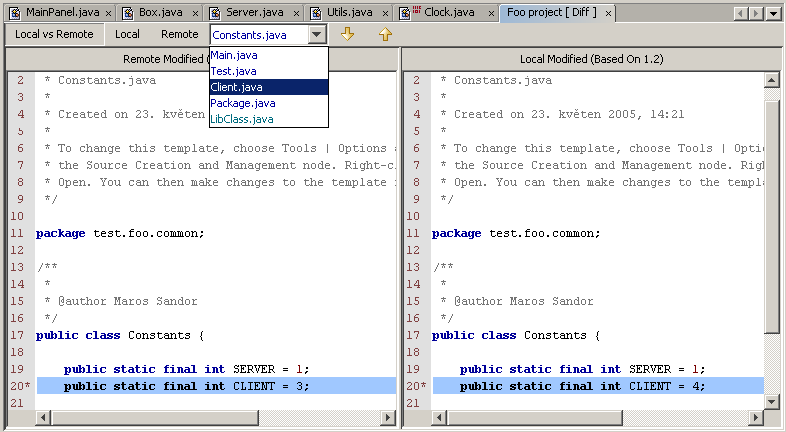 MainPanel.java Box.java Server.java Utils.java Clock.java Foo project [ Diff ]
Local vs Remote Local Remote Constants.java
Main.java
Test.java
Client.java
Package.java
LibClass.java
Remote Modified (
2 * Constants.java
3 *
4 * Created on 23. květen
5 *
6 * To change this template, choose Tools | Options
7 * the Source Creation and Management node. Right-c
8 * Open. You can then make changes to the template
9 */
10
11 package test.foo.common;
12
13 /**
14 *
15 * @author Maros Sandor
16 */
17 public class Constants {
18
19 public static final int SERVER = 1;
20* public static final int CLIENT = 3;
21
Local Modified (Based On 1.2)
2 * Constants.java
3 *
4 * Created on 23. květen 2005, 14:21
5 *
6 * To change this template, choose Tools | Optio
7 * the Source Creation and Management node. Righ
8 * Open. You can then make changes to the templa
9 */
10
11 package test.foo.common;
12
13 /**
14 *
15 * @author Maros Sandor
16 */
17 public class Constants {
18
19 public static final int SERVER = 1;
20* public static final int CLIENT = 4;
21